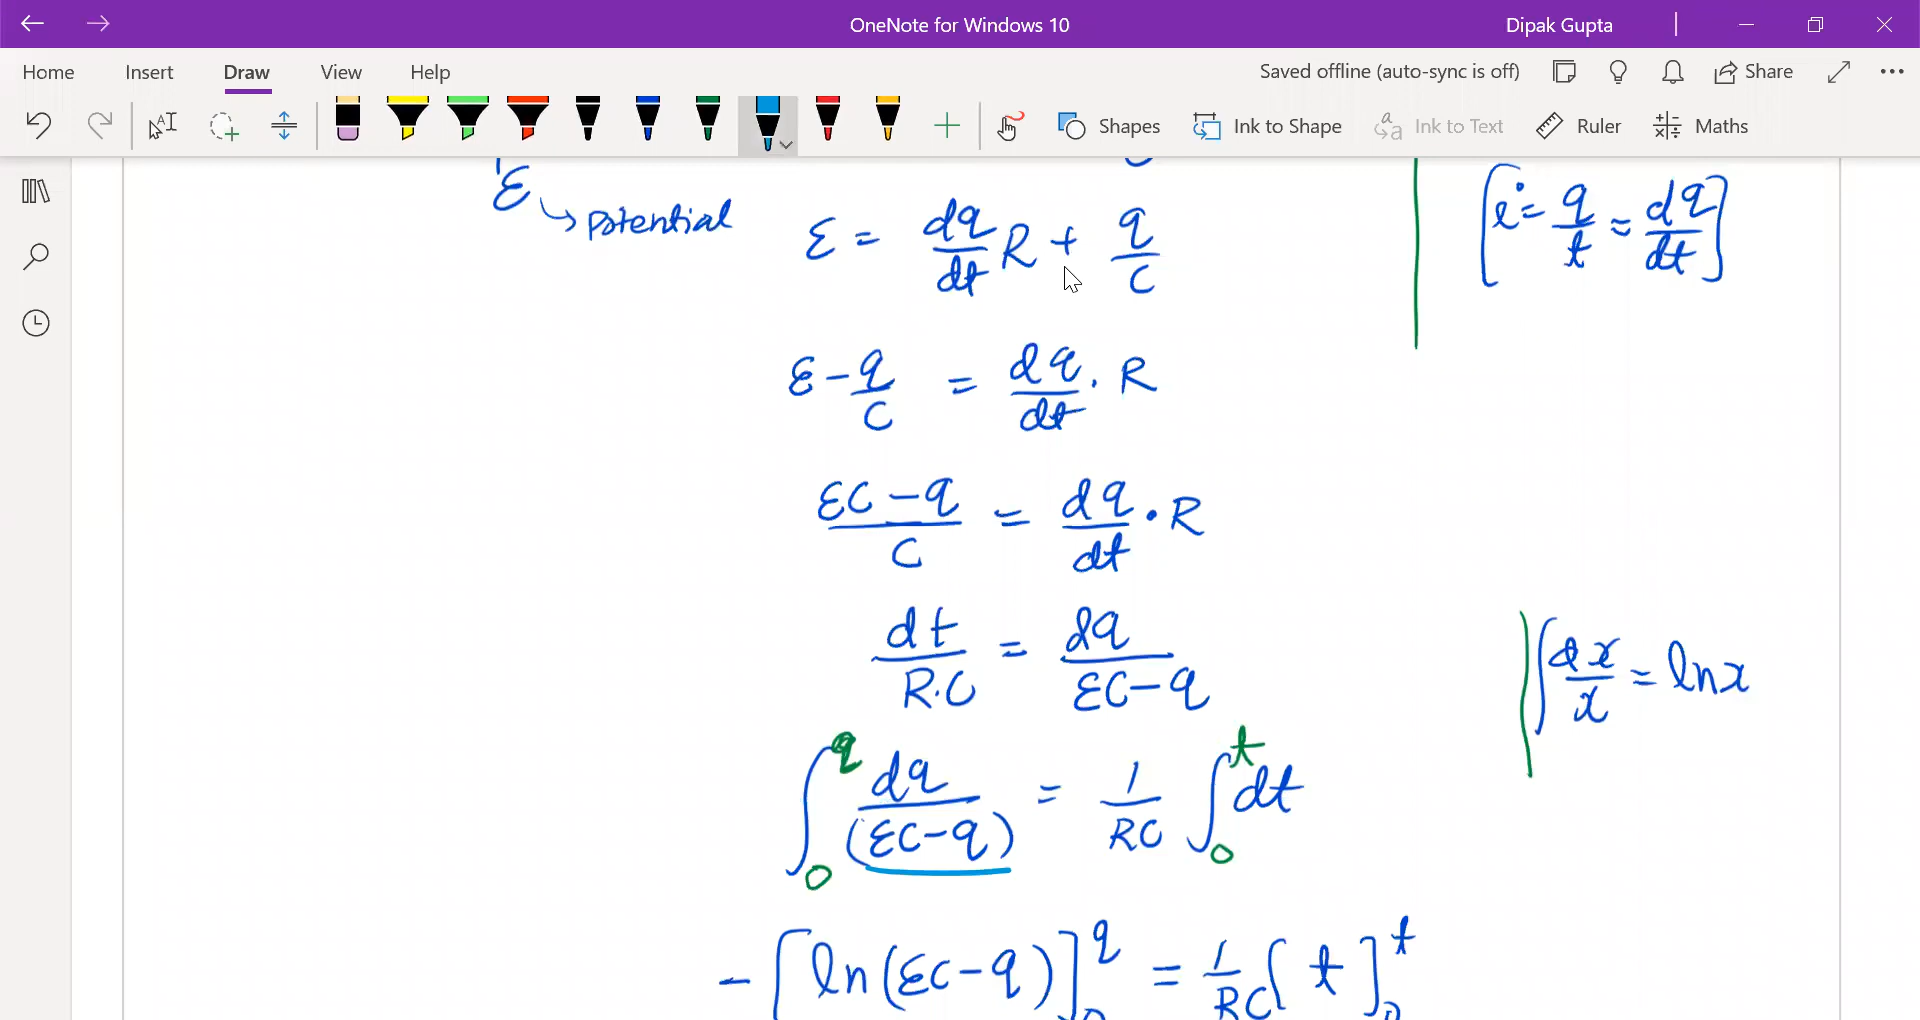 OneNote for Windows 10
Dipak Gupta
Home Insert Draw View Help
Saved offline (auto-sync is off) Share
Shapes Ink to Shape Ink to Text Ruler Maths
ε
potential
ε = dq/dt R + q/C
[i = q/t = dq/dt]
ε - q/C = dq/dt . R
εC - q / C = dq/dt • R
dt / R.C = dq / εC - q
∫dx/x = ln x
∫₀^q dq / (εC - q) = 1/RC ∫₀^t dt
- [ln(εC - q)]₀^q = 1/RC [t]₀^t